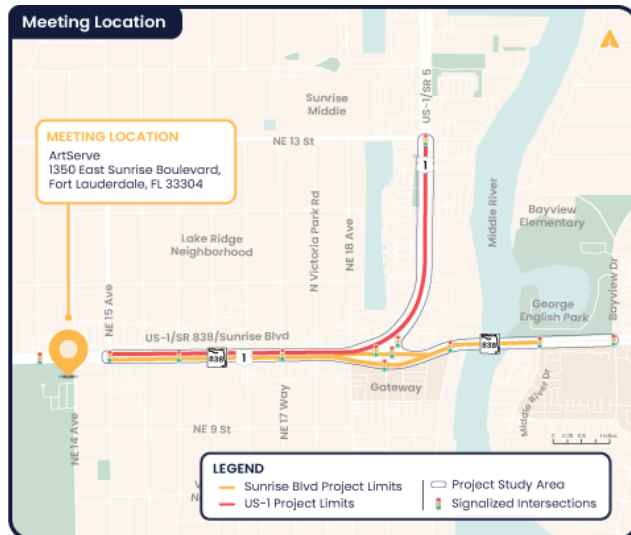 Meeting Location
US-1/SR 5
Sunrise
Middle
NE 13 St
1
MEETING LOCATION
ArtServe
1350 East Sunrise Boulevard,
Fort Lauderdale, FL 33304
Middle River
Bayview
Elementary
N Victoria Park Rd
NE 18 Ave
Lake Ridge
Neighborhood
Bayview Dr
George
English Park
NE 15 Ave
US-1/SR 838/Sunrise Blvd
838
1
838
Gateway
NE 14 Ave
NE 9 St
NE 17 Way
Middle River Dr
LEGEND
Sunrise Blvd Project Limits
US-1 Project Limits
Project Study Area
Signalized Intersections